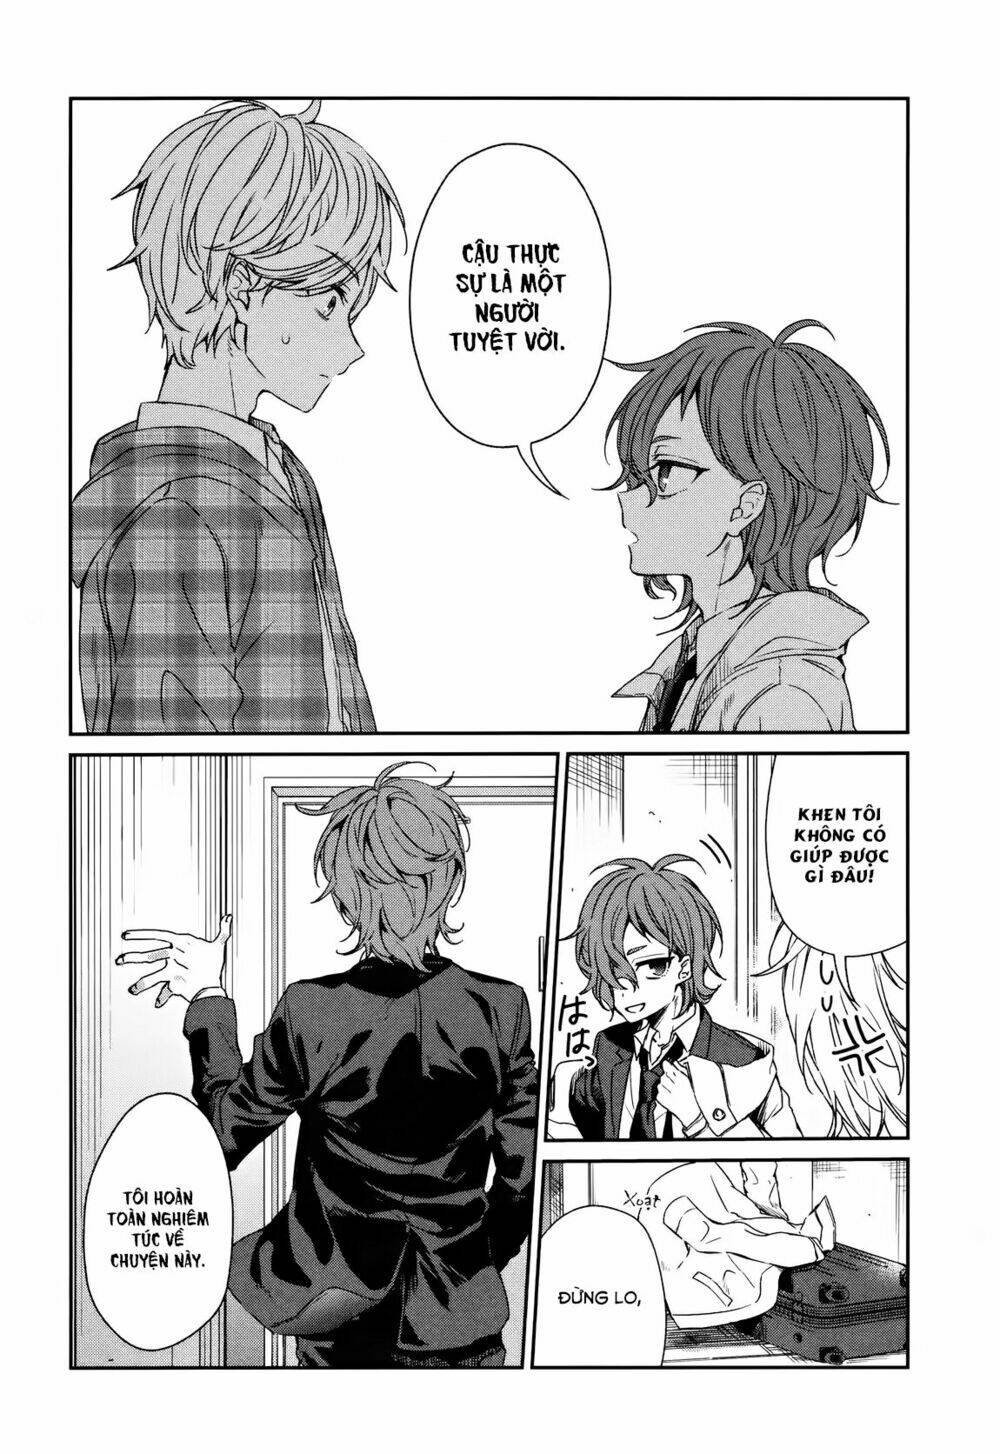 CẬU THỰC
SỰ LÀ MỘT
NGƯỜI
TUYỆT VỜI.
KHEN TÔI
KHÔNG CÓ
GIÚP ĐƯỢC
GÌ ĐÂU!
はは
Xoạt
ĐỪNG LO,
TÔI HOÀN
TOÀN NGHIÊM
TÚC VỀ
CHUYỆN NÀY.